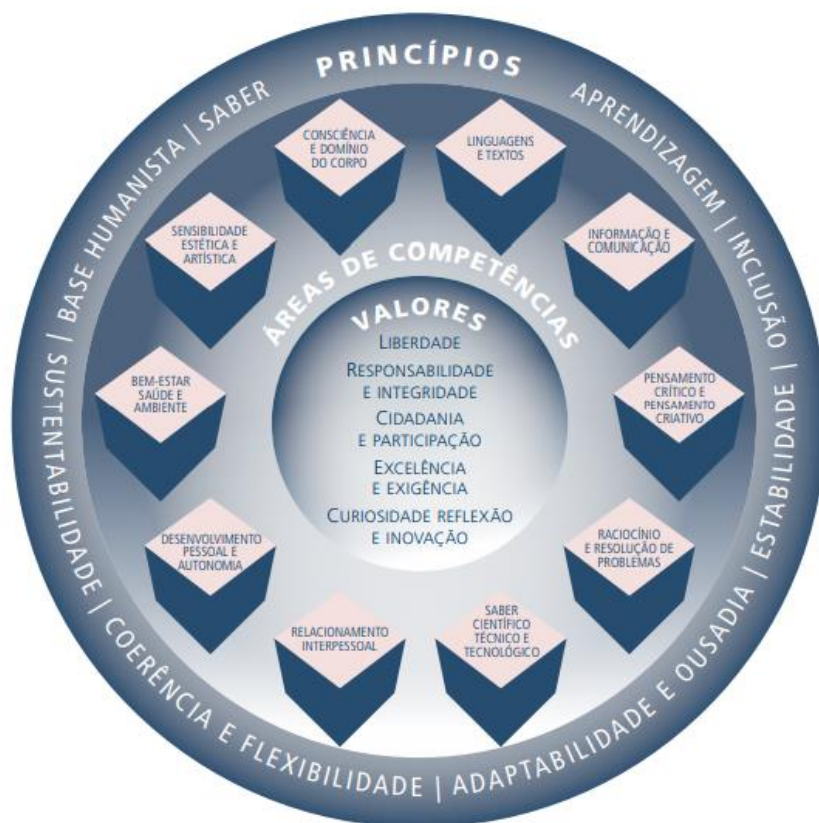 PRINCÍPIOS
APRENDIZAGEM | INCLUSÃO | ESTABILIDADE | ADAPTABILIDADE E OUSADIA | COERÊNCIA E FLEXIBILIDADE | SUSTENTABILIDADE | BASE HUMANISTA | SABER
CONSCIÊNCIA
E DOMÍNIO
DO CORPO
LINGUAGENS
E TEXTOS
SENSIBILIDADE
ESTÉTICA E
ARTÍSTICA
INFORMAÇÃO E
COMUNICAÇÃO
ÁREAS DE COMPETÊNCIAS
VALORES
LIBERDADE
RESPONSABILIDADE
E INTEGRIDADE
CIDADANIA
E PARTICIPAÇÃO
EXCELÊNCIA
E EXIGÊNCIA
CURIOSIDADE REFLEXÃO
E INOVAÇÃO
BEM-ESTAR
SAÚDE E
AMBIENTE
PENSAMENTO
CRÍTICO E
PENSAMENTO
CRIATIVO
DESENVOLVIMENTO
PESSOAL E
AUTONOMIA
RACIOCÍNIO
E RESOLUÇÃO DE
PROBLEMAS
RELACIONAMENTO
INTERPESSOAL
SABER
CIENTÍFICO
TÉCNICO E
TECNOLÓGICO